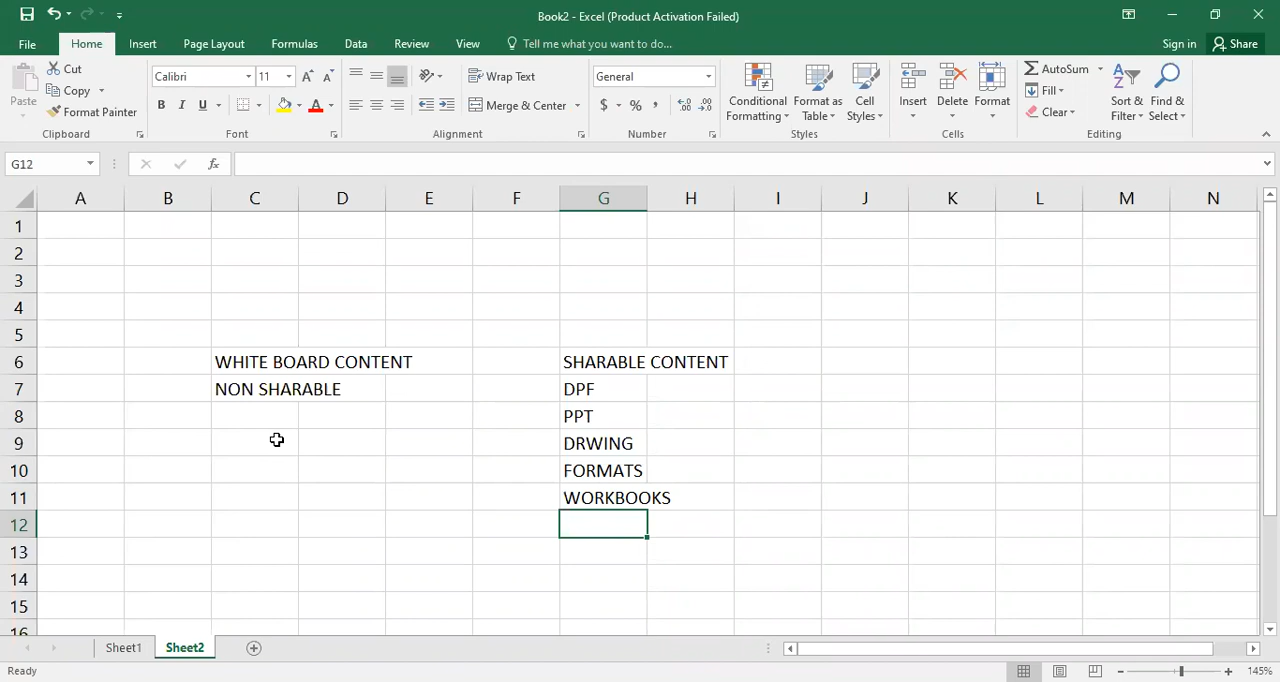 Book2 - Excel (Product Activation Failed)
File Home Insert Page Layout Formulas Data Review View Tell me what you want to do... Sign in Share
Paste
Cut
Copy
Format Painter
Clipboard
Calibri 11
B I U
Font
Wrap Text
Merge & Center
Alignment
General
$ % ,
Number
Conditional Formatting
Format as Table
Cell Styles
Styles
Insert
Delete
Format
Cells
AutoSum
Fill
Clear
Sort & Filter
Find & Select
Editing
G12 fx
A B C D E F G H I J K L M N
1
2
3
4
5
6 WHITE BOARD CONTENT SHARABLE CONTENT
7 NON SHARABLE DPF
8 PPT
9 DRWING
10 FORMATS
11 WORKBOOKS
12
13
14
15
16
Sheet1 Sheet2
Ready 145%